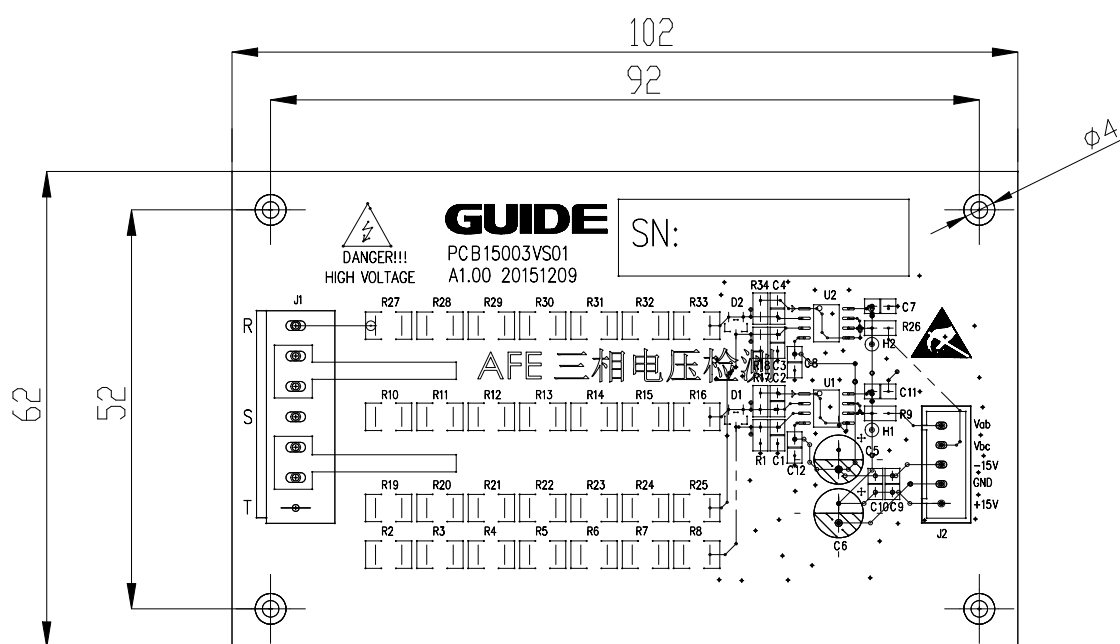 102
92
φ4
GUIDE
SN:
PCB15003VS01
DANGER!!!
HIGH VOLTAGE
A1.00 20151209
J1
R34 C4
R27 R28 R29 R30 R31 R32 R33 D2 U2
C7
R
R26
H2
AFE 三相电压检测
C8
R18 C3
R17 C2
62
52
U1
R10 R11 R12 R13 R14 R15 R16 D1
C11
S
R9
H1
Vab
Vbc
C5
R1 C1
C12
-15V
GND
R19 R20 R21 R22 R23 R24 R25
+15V
T
C10 C9
R2 R3 R4 R5 R6 R7 R8
J2
C6